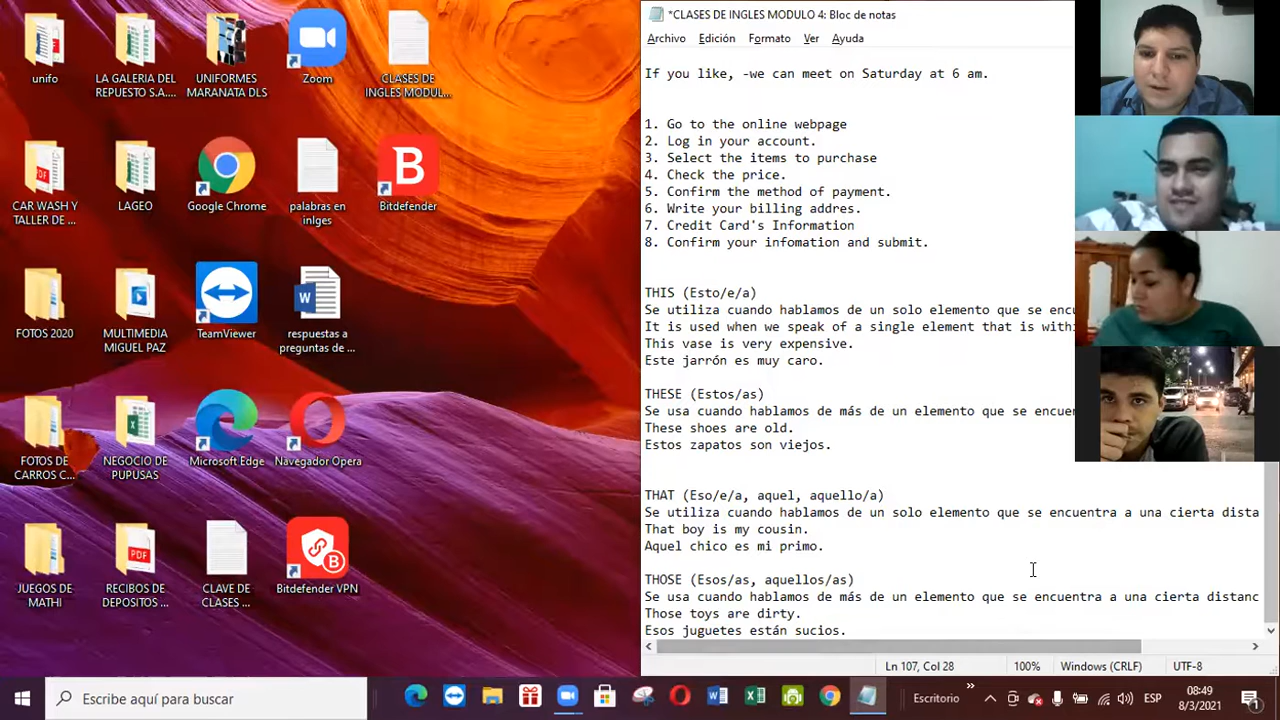 unifo
LA GALERIA DEL REPUESTO S.A....
UNIFORMES MARANATA DLS
Zoom
CLASES DE INGLES MODUL...
CAR WASH Y TALLER DE ...
LAGEO
Google Chrome
palabras en inlges
Bitdefender
FOTOS 2020
MULTIMEDIA MIGUEL PAZ
TeamViewer
respuestas a preguntas de ...
FOTOS DE CARROS C...
NEGOCIO DE PUPUSAS
Microsoft Edge
Navegador Opera
JUEGOS DE MATHI
RECIBOS DE DEPOSITOS ...
CLAVE DE CLASES ...
Bitdefender VPN
*CLASES DE INGLES MODULO 4: Bloc de notas
Archivo Edición Formato Ver Ayuda
If you like, -we can meet on Saturday at 6 am.
1. Go to the online webpage
2. Log in your account.
3. Select the items to purchase
4. Check the price.
5. Confirm the method of payment.
6. Write your billing addres.
7. Credit Card's Information
8. Confirm your infomation and submit.
THIS (Esto/e/a)
Se utiliza cuando hablamos de un solo elemento que se encu
It is used when we speak of a single element that is withi
This vase is very expensive.
Este jarrón es muy caro.
THESE (Estos/as)
Se usa cuando hablamos de más de un elemento que se encuen
These shoes are old.
Estos zapatos son viejos.
THAT (Eso/e/a, aquel, aquello/a)
Se utiliza cuando hablamos de un solo elemento que se encuentra a una cierta dista
That boy is my cousin.
Aquel chico es mi primo.
THOSE (Esos/as, aquellos/as)
Se usa cuando hablamos de más de un elemento que se encuentra a una cierta distanc
Those toys are dirty.
Esos juguetes están sucios.
Ln 107, Col 28 100% Windows (CRLF) UTF-8
Escribe aquí para buscar
Escritorio
ESP
08:49
8/3/2021